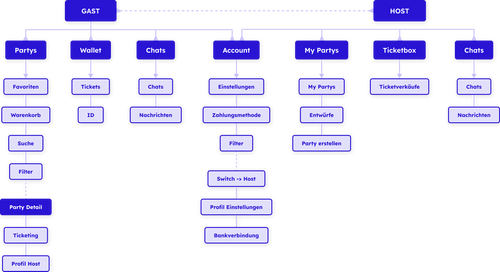 GAST
HOST
Partys
Wallet
Chats
Account
My Partys
Ticketbox
Chats
Favoriten
Tickets
Chats
Einstellungen
My Partys
Ticketverkäufe
Chats
Warenkorb
ID
Nachrichten
Zahlungsmethode
Entwürfe
Nachrichten
Suche
Filter
Party erstellen
Filter
Switch -> Host
Party Detail
Profil Einstellungen
Ticketing
Bankverbindung
Profil Host